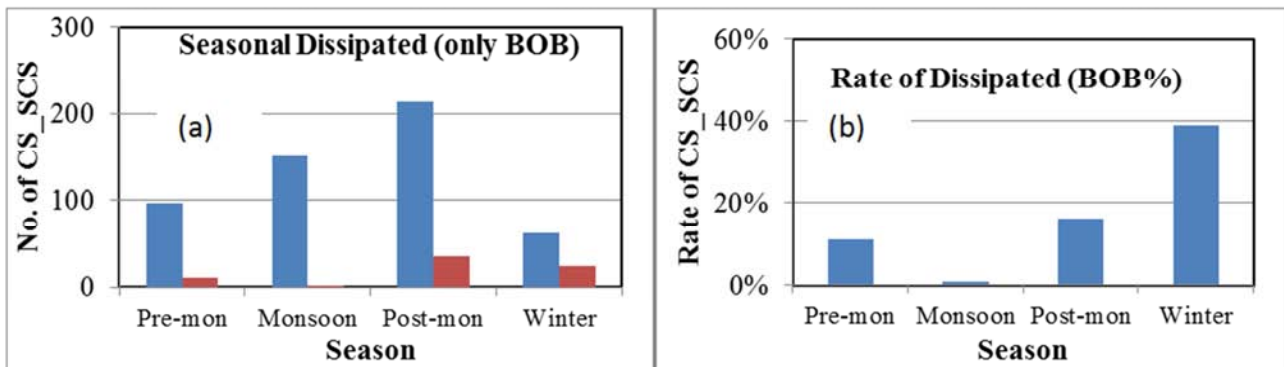 Seasonal Dissipated (only BOB)
(a)
No. of CS_SCS
300
200
100
0
Pre-mon Monsoon Post-mon Winter
Season
Rate of Dissipated (BOB%)
(b)
Rate of CS_SCS
60%
40%
20%
0%
Pre-mon Monsoon Post-mon Winter
Season